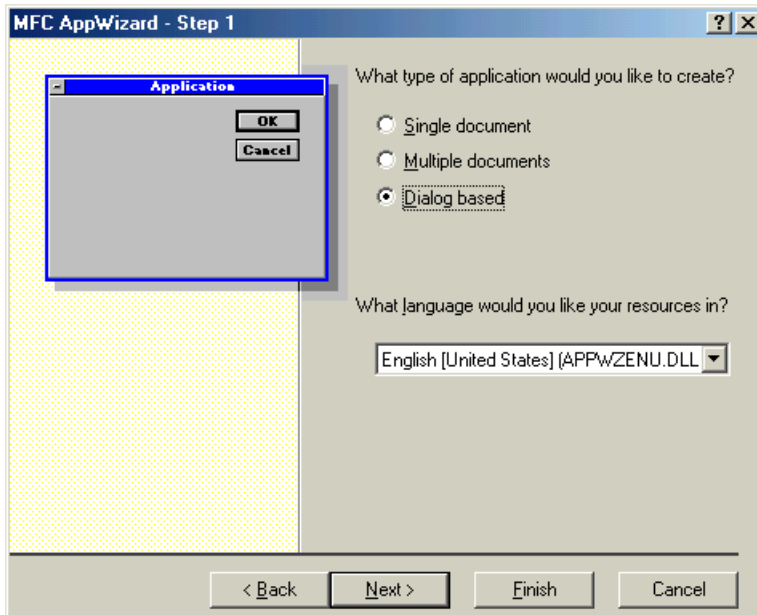 MFC AppWizard - Step 1
Application
OK
Cancel
What type of application would you like to create?
Single document
Multiple documents
Dialog based
What language would you like your resources in?
English [United States] (APPWZENU.DLL
< Back
Next >
Finish
Cancel